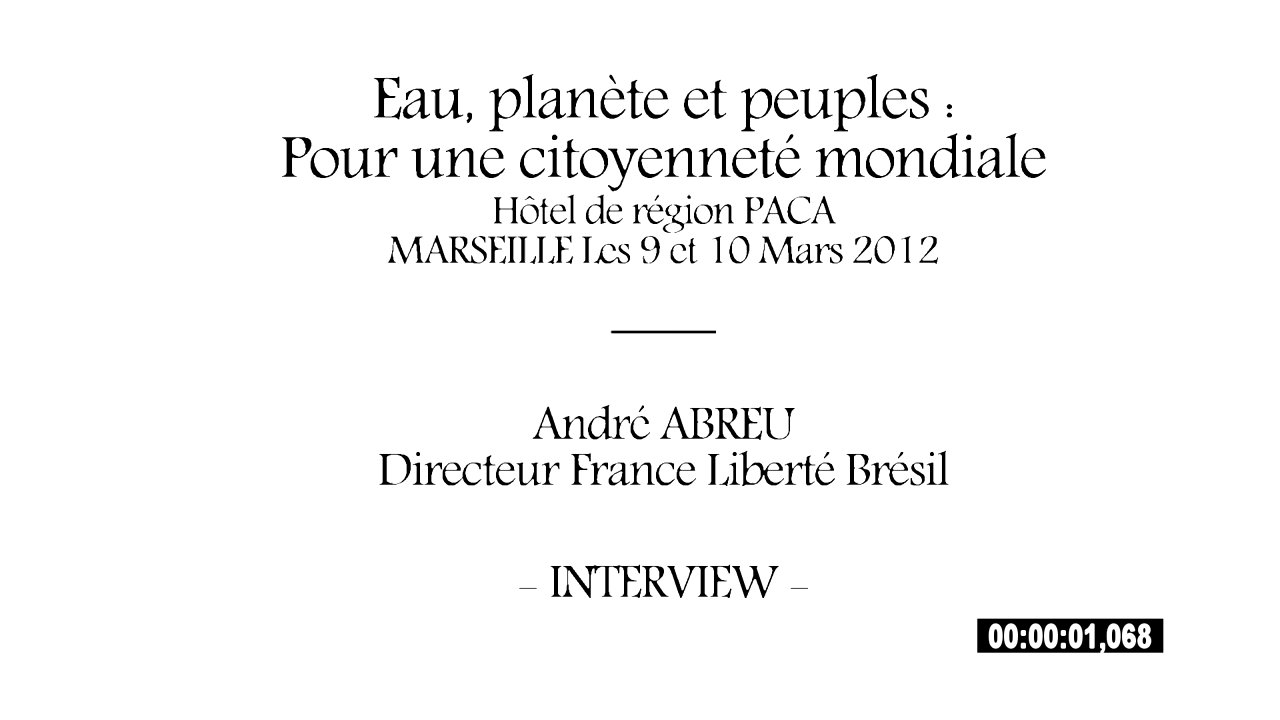 Eau, planète et peuples :
Pour une citoyenneté mondiale
Hôtel de région PACA
MARSEILLE Les 9 et 10 Mars 2012
André ABREU
Directeur France Liberté Brésil
– INTERVIEW –
00:00:01,068